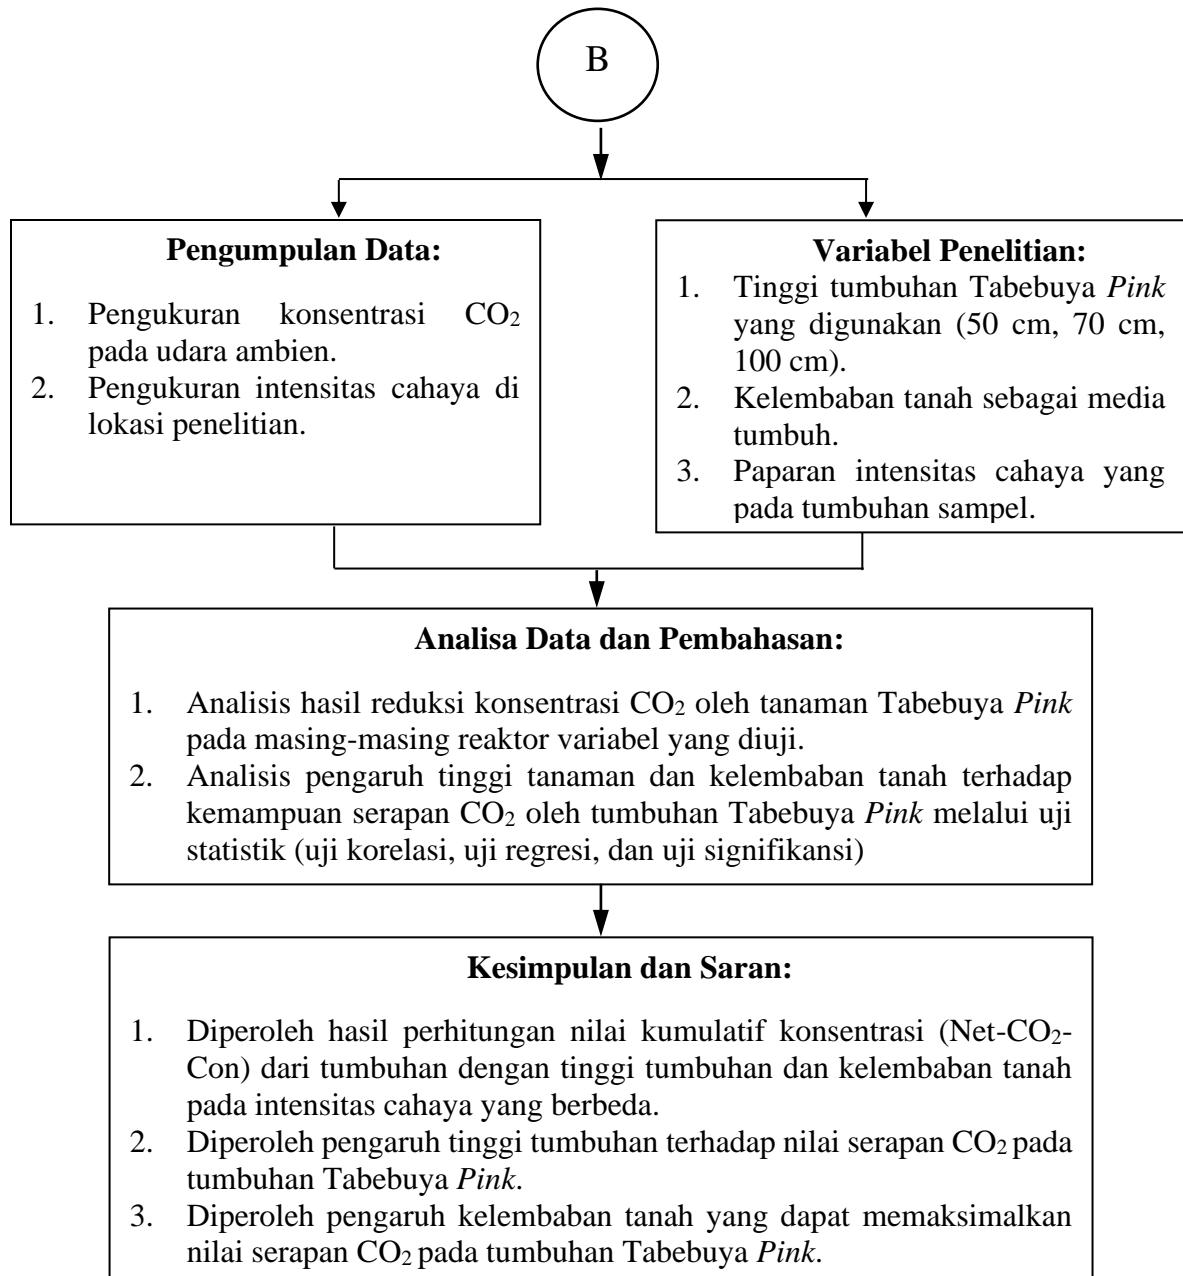 B
Pengumpulan Data:
1. Pengukuran konsentrasi CO₂
pada udara ambien.
2. Pengukuran intensitas cahaya di
lokasi penelitian.
Variabel Penelitian:
1. Tinggi tumbuhan Tabebuya Pink
yang digunakan (50 cm, 70 cm,
100 cm).
2. Kelembaban tanah sebagai media
tumbuh.
3. Paparan intensitas cahaya yang
pada tumbuhan sampel.
Analisa Data dan Pembahasan:
1. Analisis hasil reduksi konsentrasi CO₂ oleh tanaman Tabebuya Pink
pada masing-masing reaktor variabel yang diuji.
2. Analisis pengaruh tinggi tanaman dan kelembaban tanah terhadap
kemampuan serapan CO₂ oleh tumbuhan Tabebuya Pink melalui uji
statistik (uji korelasi, uji regresi, dan uji signifikansi)
Kesimpulan dan Saran:
1. Diperoleh hasil perhitungan nilai kumulatif konsentrasi (Net-CO₂-
Con) dari tumbuhan dengan tinggi tumbuhan dan kelembaban tanah
pada intensitas cahaya yang berbeda.
2. Diperoleh pengaruh tinggi tumbuhan terhadap nilai serapan CO₂ pada
tumbuhan Tabebuya Pink.
3. Diperoleh pengaruh kelembaban tanah yang dapat memaksimalkan
nilai serapan CO₂ pada tumbuhan Tabebuya Pink.